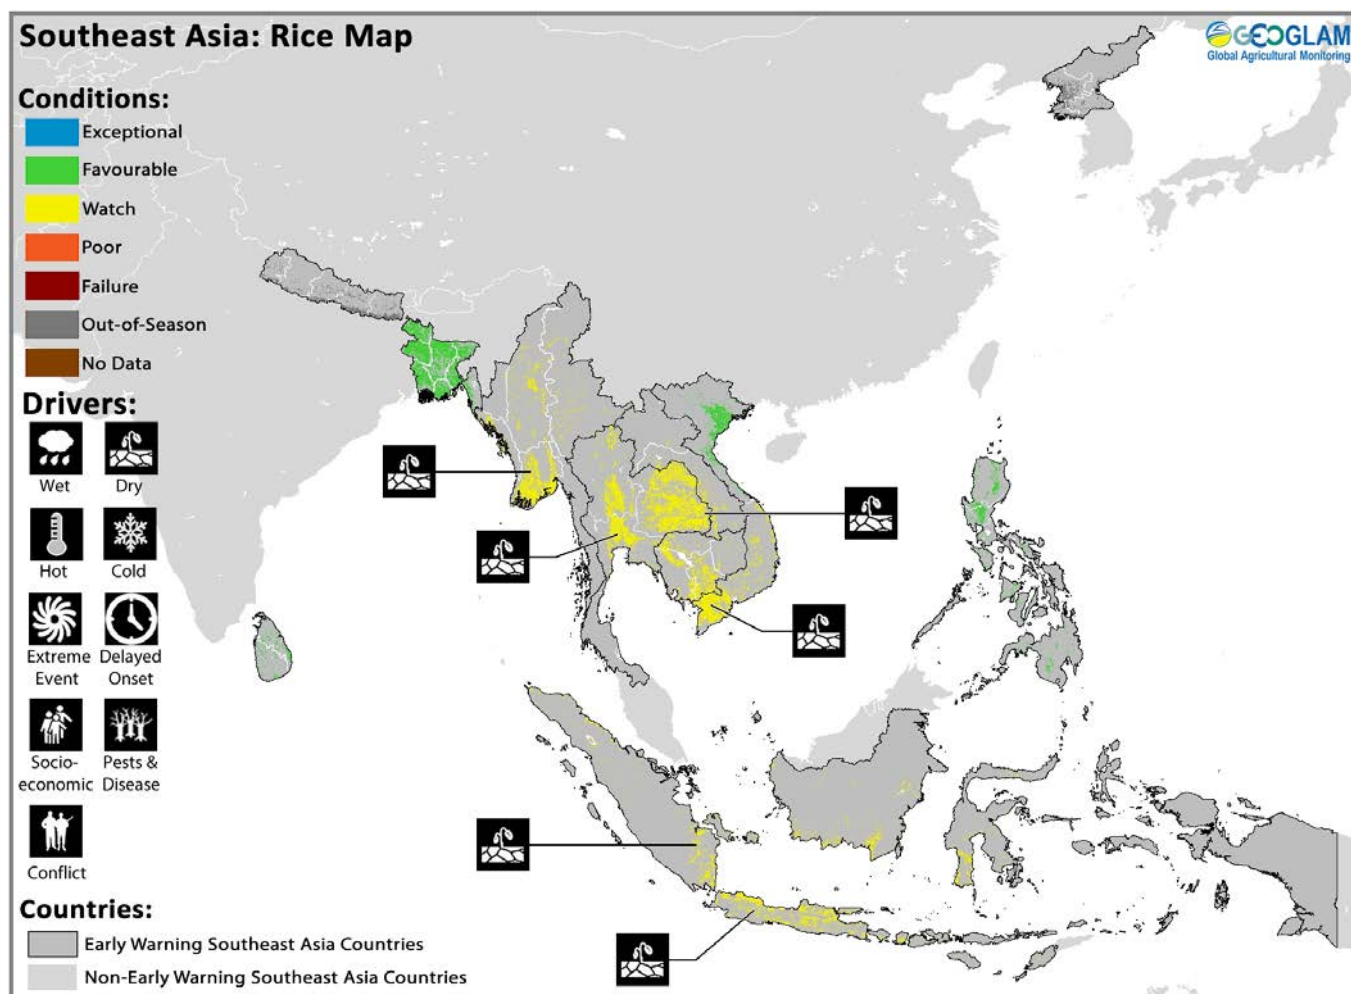 Southeast Asia: Rice Map
GEOGLAM
Global Agricultural Monitoring
Conditions:
Exceptional
Favourable
Watch
Poor
Failure
Out-of-Season
No Data
Drivers:
Wet
Dry
Hot
Cold
Extreme
Event
Delayed
Onset
Socio-
economic
Pests &
Disease
Conflict
Countries:
Early Warning Southeast Asia Countries
Non-Early Warning Southeast Asia Countries